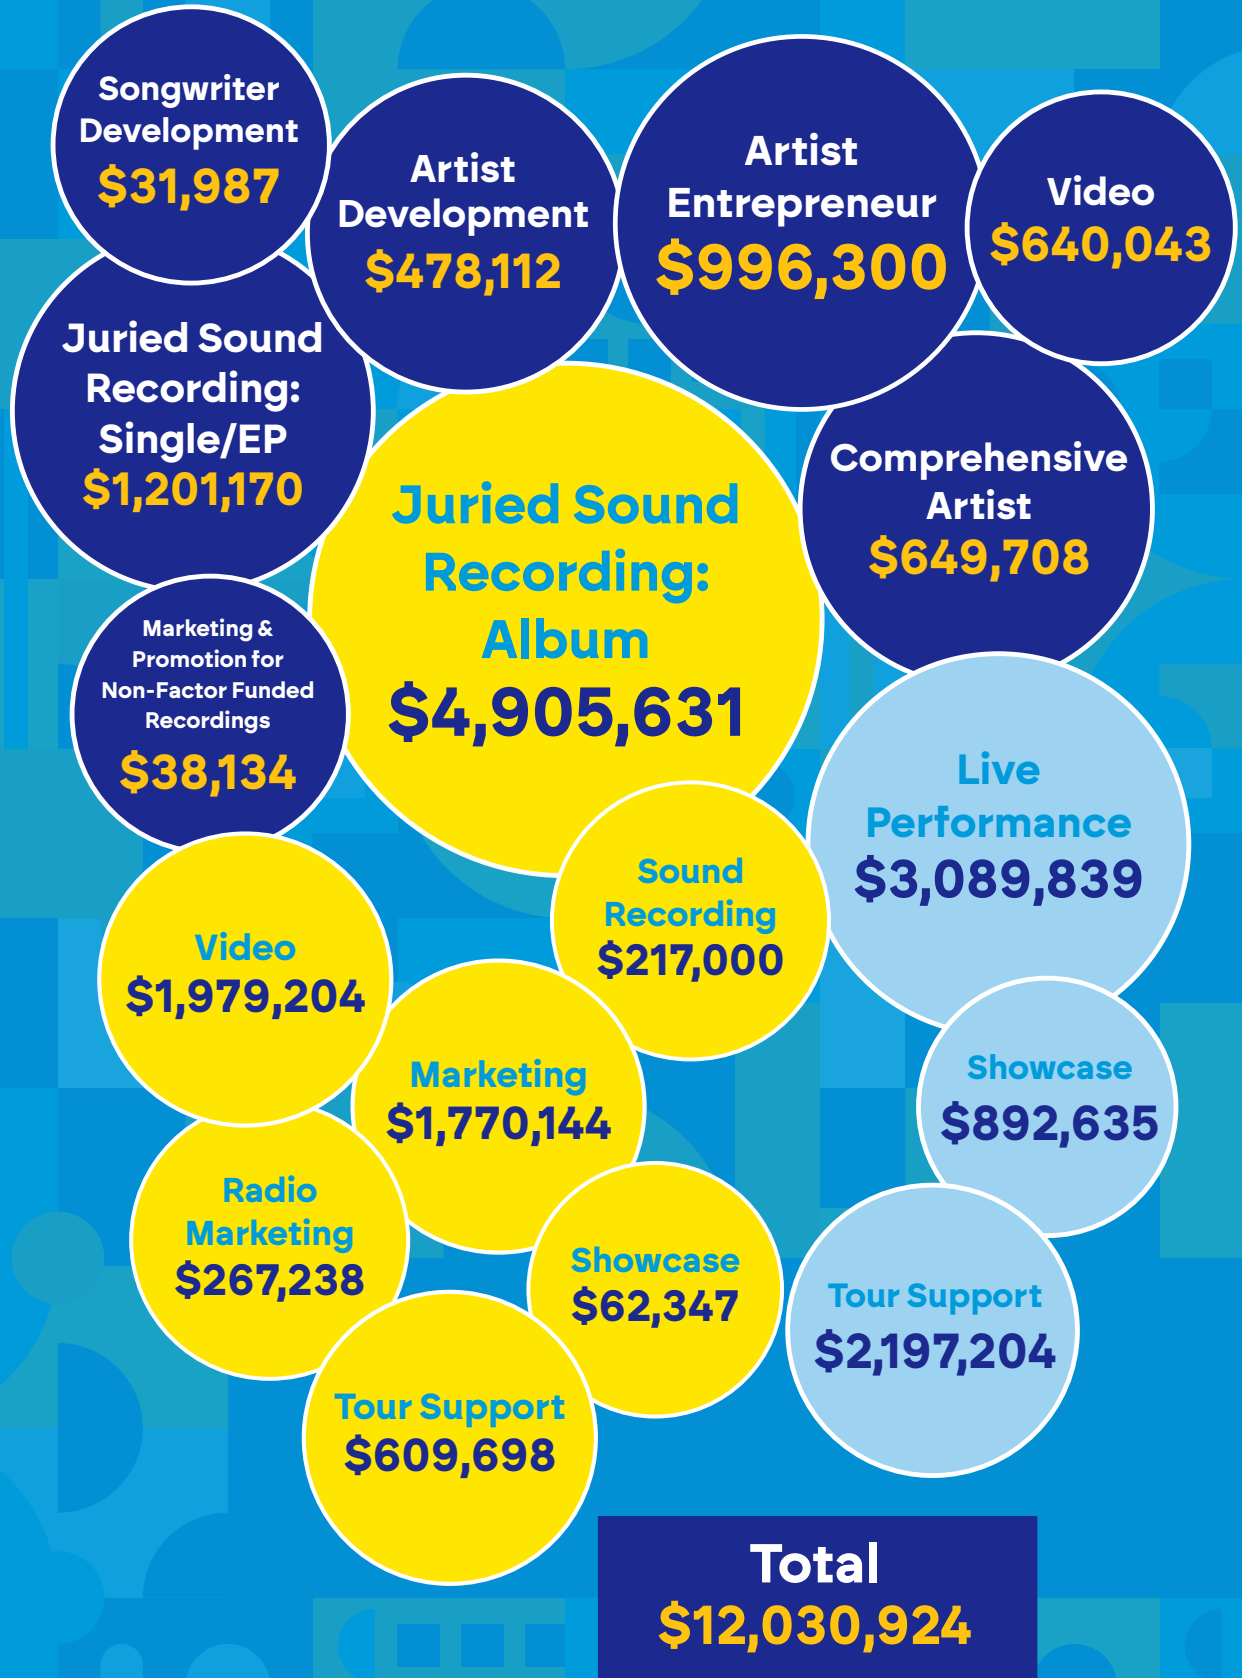 Songwriter
Development
$31,987
Artist
Development
$478,112
Artist
Entrepreneur
$996,300
Video
$640,043
Juried Sound
Recording:
Single/EP
$1,201,170
Juried Sound
Recording:
Album
$4,905,631
Comprehensive
Artist
$649,708
Marketing &
Promotion for
Non-Factor Funded
Recordings
$38,134
Live
Performance
$3,089,839
Sound
Recording
$217,000
Video
$1,979,204
Marketing
$1,770,144
Showcase
$892,635
Radio
Marketing
$267,238
Showcase
$62,347
Tour Support
$2,197,204
Tour Support
$609,698
Total
$12,030,924